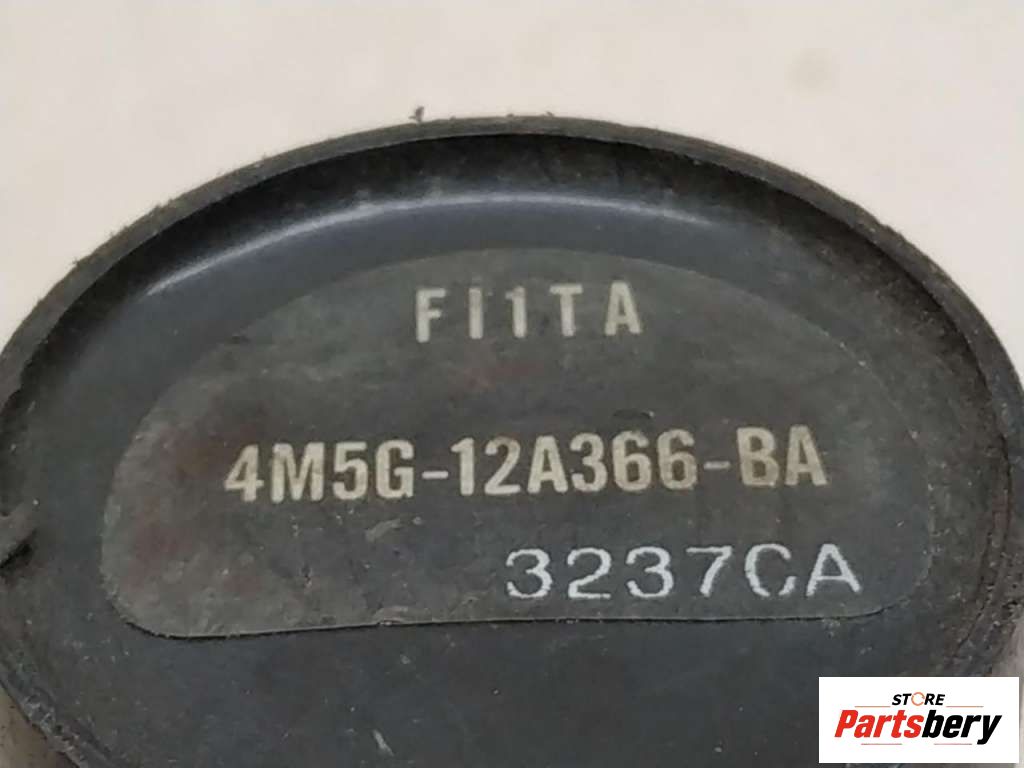 FI1TA
4M5G-12A366-BA
3237CA
STORE
Partsbery